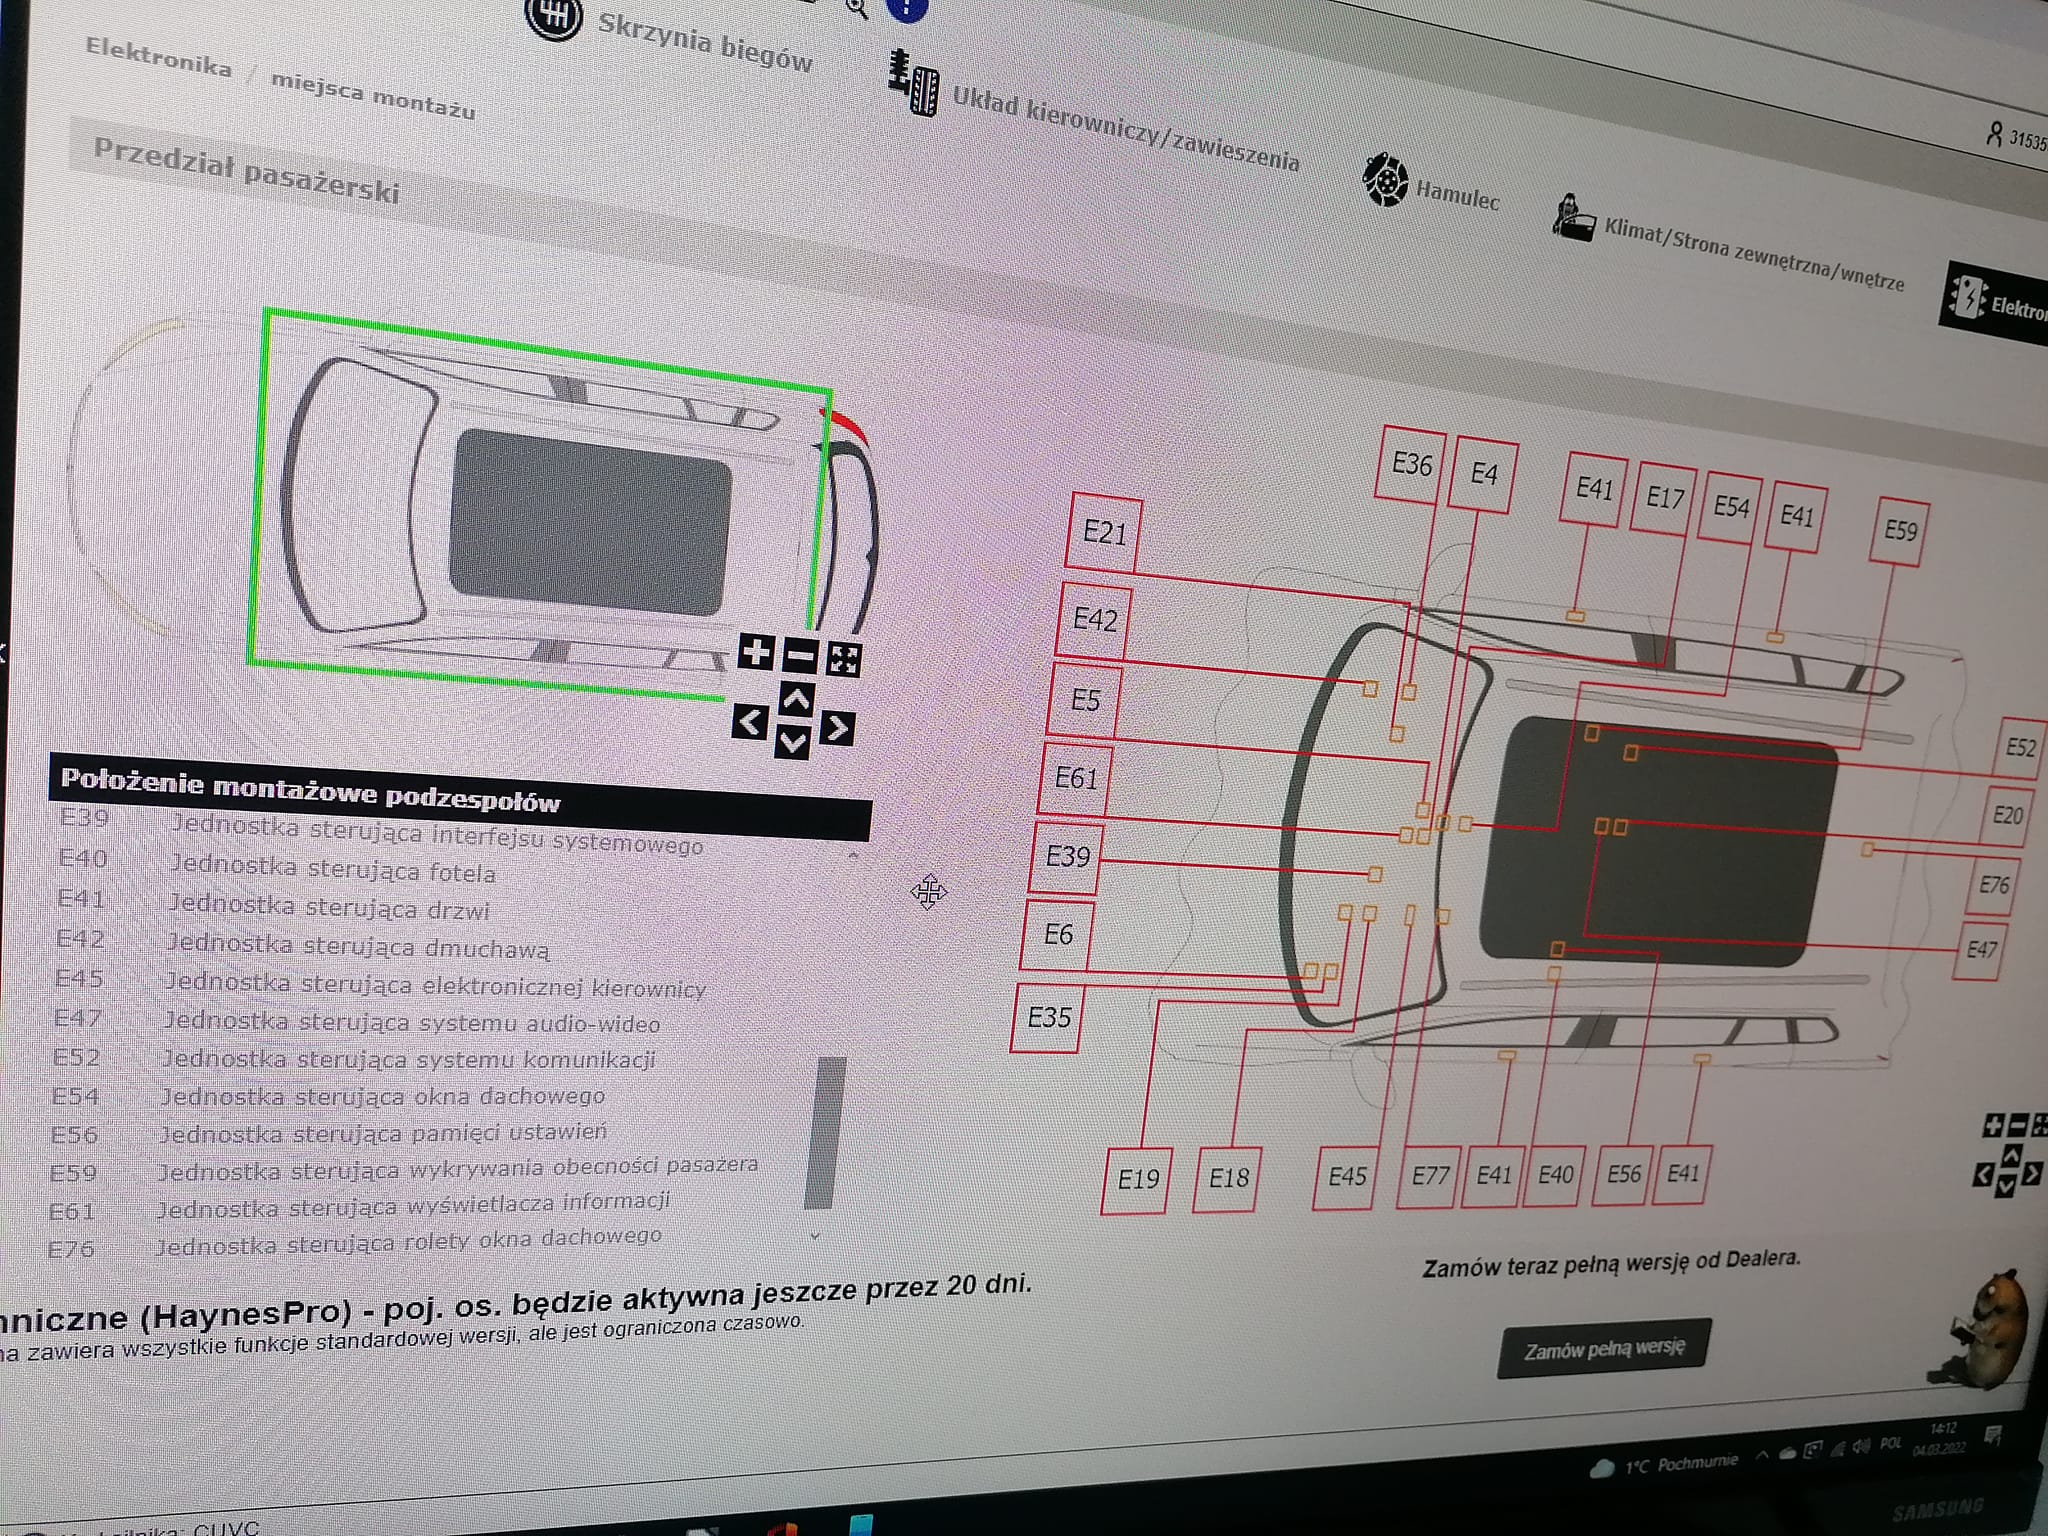 Skrzynia biegów
Układ kierowniczy/zawieszenia
Hamulec
Klimat/Strona zewnętrzna/wnętrze
31535
Elektronika / miejsca montażu
Przedział pasażerski
E36
E4
E41
E17
E54
E41
E59
E21
E42
E5
E61
E39
E6
E35
E52
E20
E76
E47
E19
E18
E45
E77
E41
E40
E56
E41
Położenie montażowe podzespołów
E39 Jednostka sterująca interfejsu systemowego
E40 Jednostka sterująca fotela
E41 Jednostka sterująca drzwi
E42 Jednostka sterująca dmuchawą
E45 Jednostka sterująca elektronicznej kierownicy
E47 Jednostka sterująca systemu audio-wideo
E52 Jednostka sterująca systemu komunikacji
E54 Jednostka sterująca okna dachowego
E56 Jednostka sterująca pamięci ustawień
E59 Jednostka sterująca wykrywania obecności pasażera
E61 Jednostka sterująca wyświetlacza informacji
E76 Jednostka sterująca rolety okna dachowego
(HaynesPro) - poj. os. będzie aktywna jeszcze przez 20 dni.
zawiera wszystkie funkcje standardowej wersji, ale jest ograniczona czasowo.
Zamów teraz pełną wersję od Dealera.
Zamów pełną wersję
1°C Pochmurnie
POL
14:12
04.03.2022
CUVC
SAMSUNG